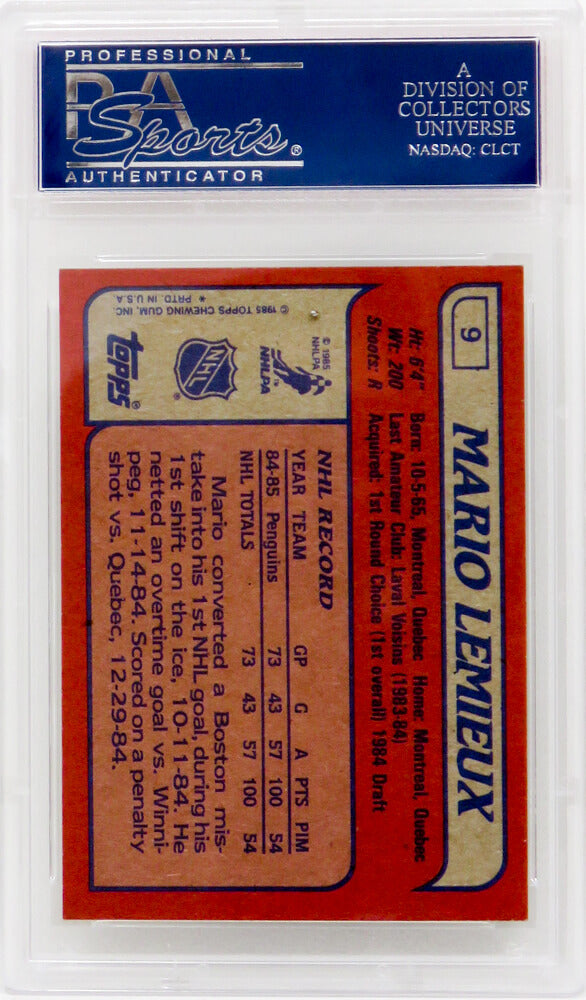 PROFESSIONAL
PSA
Sports®
AUTHENTICATOR
A
DIVISION OF
COLLECTORS
UNIVERSE
NASDAQ: CLCT
9
MARIO LEMIEUX
Ht: 6'4" Born: 10-5-65, Montreal, Quebec Home: Montreal, Quebec
Wt: 200 Last Amateur Club: Laval Voisins (1983-84)
Shoots: R Acquired: 1st Round Choice (1st overall) 1984 Draft
© 1985
NHLPA
NHLPA
NHL
®
topps®
© 1985 TOPPS CHEWING GUM, INC.
* PRTD. IN U.S.A.
NHL RECORD
YEAR TEAM GP G A PTS PIM
84-85 Penguins 73 43 57 100 54
NHL TOTALS 73 43 57 100 54
Mario converted a Boston mis-
take into his 1st NHL goal, during his
1st shift on the ice, 10-11-84. He
netted an overtime goal vs. Winni-
peg, 11-14-84. Scored on a penalty
shot vs. Quebec, 12-29-84.